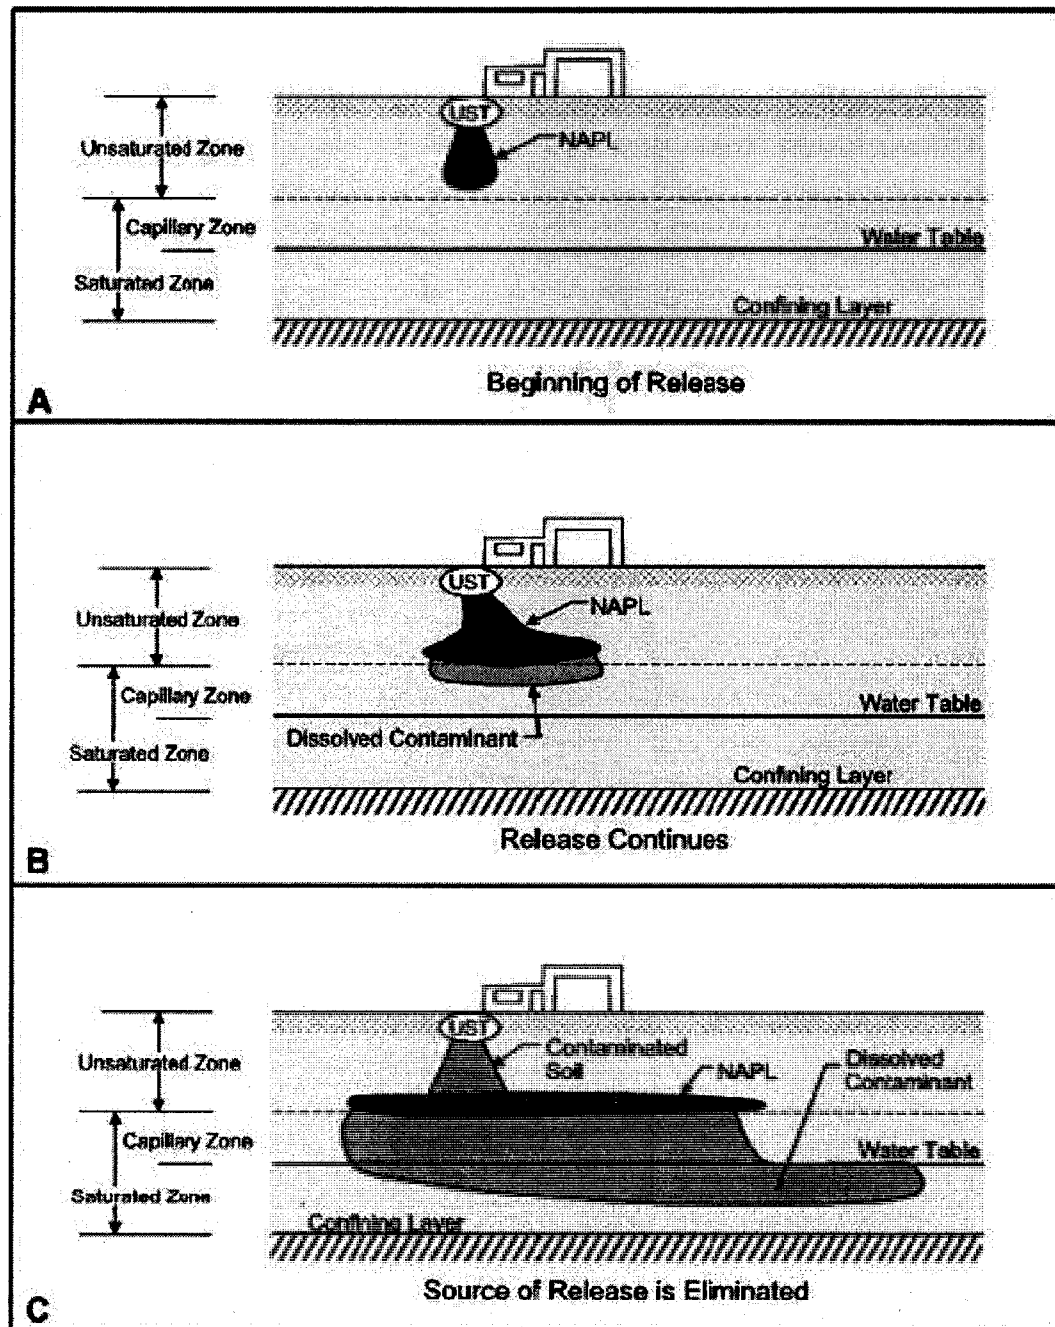 UST
NAPL
Unsaturated Zone
Capillary Zone
Water Table
Saturated Zone
Confining Layer
Beginning of Release
A
UST
NAPL
Unsaturated Zone
Capillary Zone
Water Table
Dissolved Contaminant
Saturated Zone
Confining Layer
Release Continues
B
UST
Contaminated
Soil
Dissolved
Contaminant
NAPL
Unsaturated Zone
Capillary Zone
Water Table
Saturated Zone
Confining Layer
Source of Release is Eliminated
C